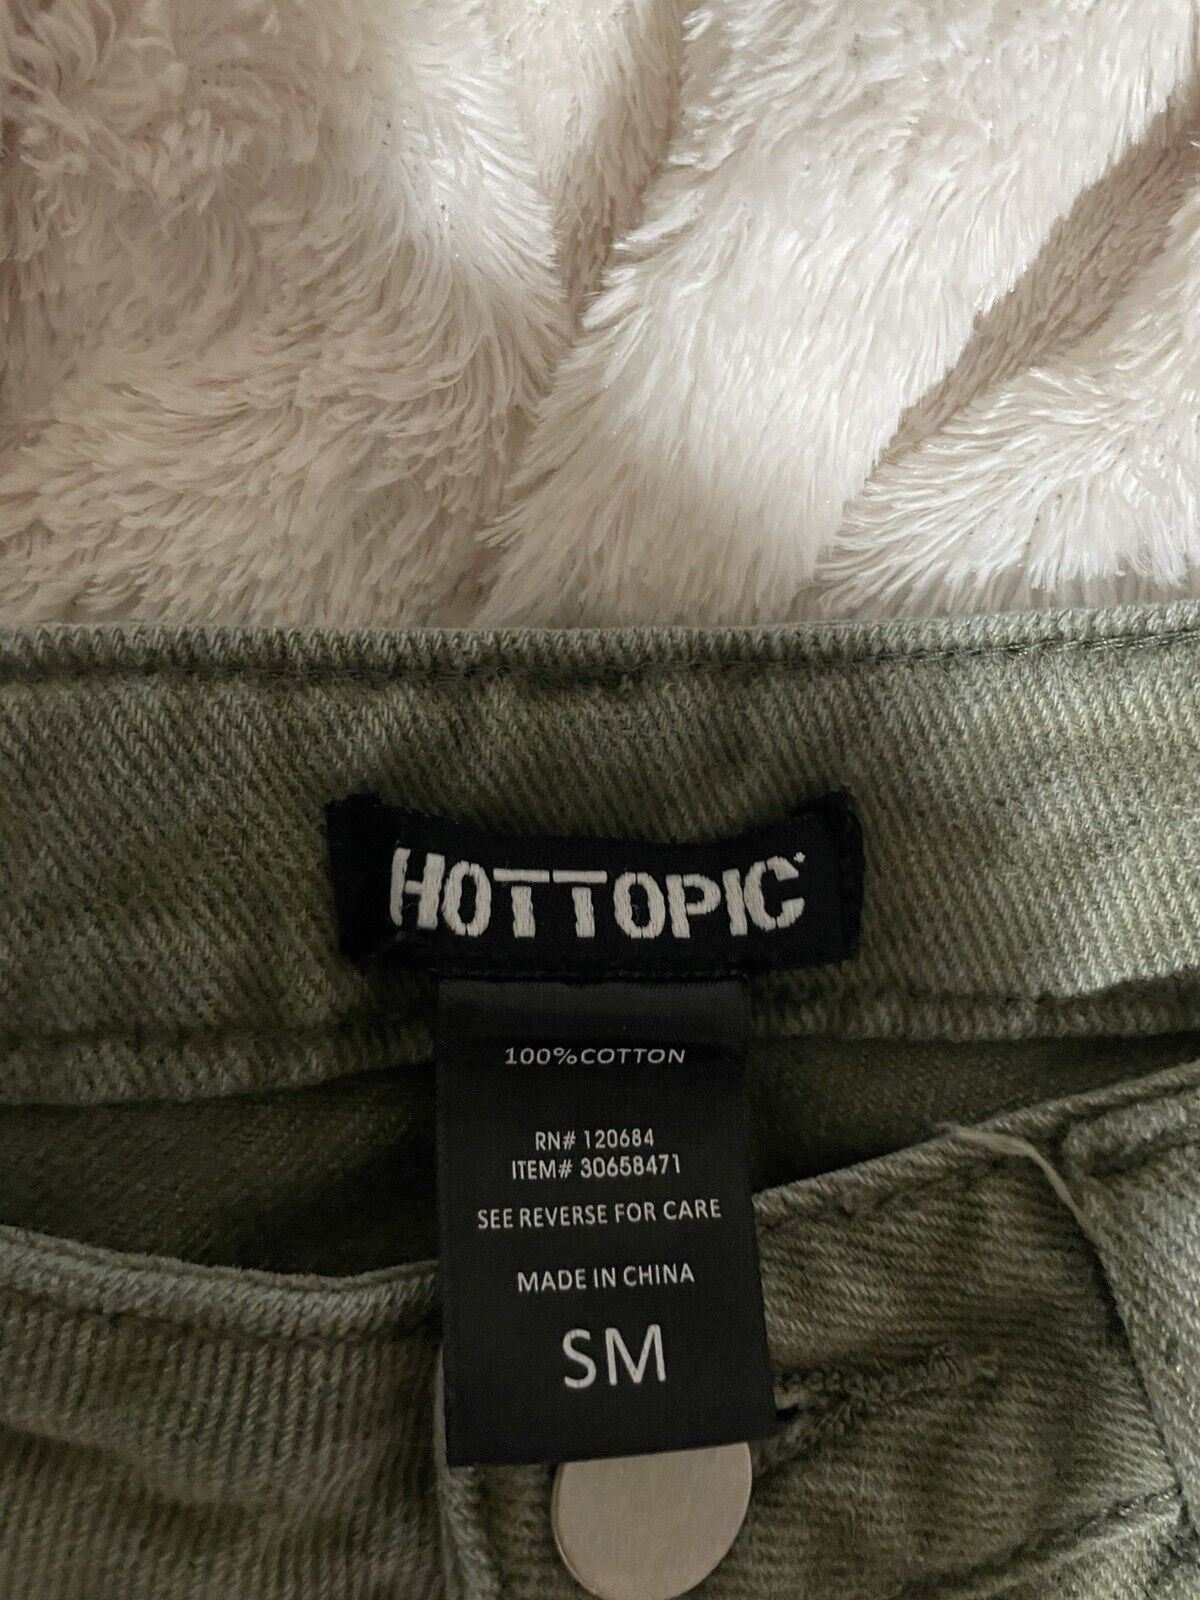 HOTTOPIC
100%COTTON
RN# 120684
ITEM# 30658471
SEE REVERSE FOR CARE
MADE IN CHINA
SM